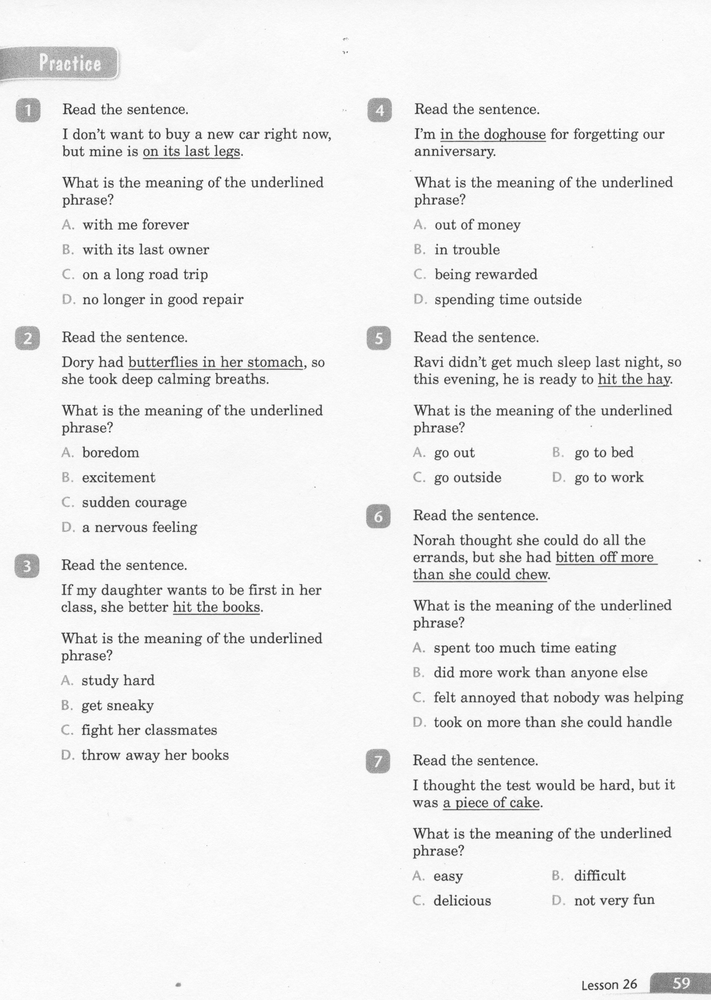 Practice
1
Read the sentence.
I don't want to buy a new car right now,
but mine is on its last legs.
What is the meaning of the underlined
phrase?
A. with me forever
B. with its last owner
C. on a long road trip
D. no longer in good repair
2
Read the sentence.
Dory had butterflies in her stomach, so
she took deep calming breaths.
What is the meaning of the underlined
phrase?
A. boredom
B. excitement
C. sudden courage
D. a nervous feeling
3
Read the sentence.
If my daughter wants to be first in her
class, she better hit the books.
What is the meaning of the underlined
phrase?
A. study hard
B. get sneaky
C. fight her classmates
D. throw away her books
4
Read the sentence.
I'm in the doghouse for forgetting our
anniversary.
What is the meaning of the underlined
phrase?
A. out of money
B. in trouble
C. being rewarded
D. spending time outside
5
Read the sentence.
Ravi didn't get much sleep last night, so
this evening, he is ready to hit the hay.
What is the meaning of the underlined
phrase?
A. go out B. go to bed
C. go outside D. go to work
6
Read the sentence.
Norah thought she could do all the
errands, but she had bitten off more
than she could chew.
What is the meaning of the underlined
phrase?
A. spent too much time eating
B. did more work than anyone else
C. felt annoyed that nobody was helping
D. took on more than she could handle
7
Read the sentence.
I thought the test would be hard, but it
was a piece of cake.
What is the meaning of the underlined
phrase?
A. easy B. difficult
C. delicious D. not very fun
Lesson 26 59